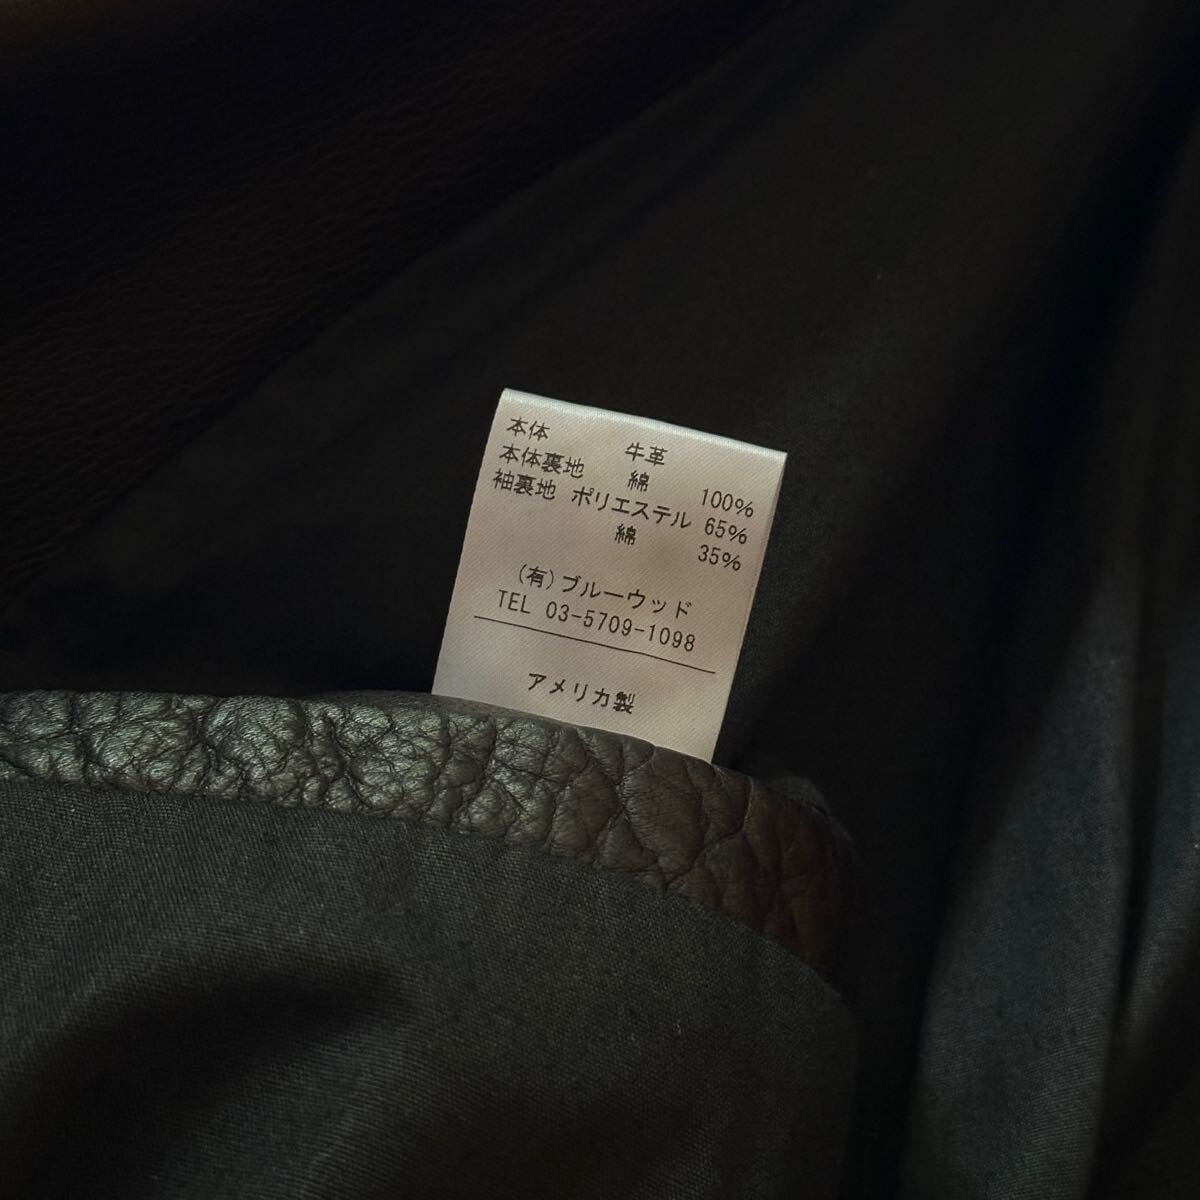 本体 牛革
本体裏地 綿 100%
袖裏地 ポリエステル 65%
綿 35%
(有)ブルーウッド
TEL 03-5709-1098
アメリカ製